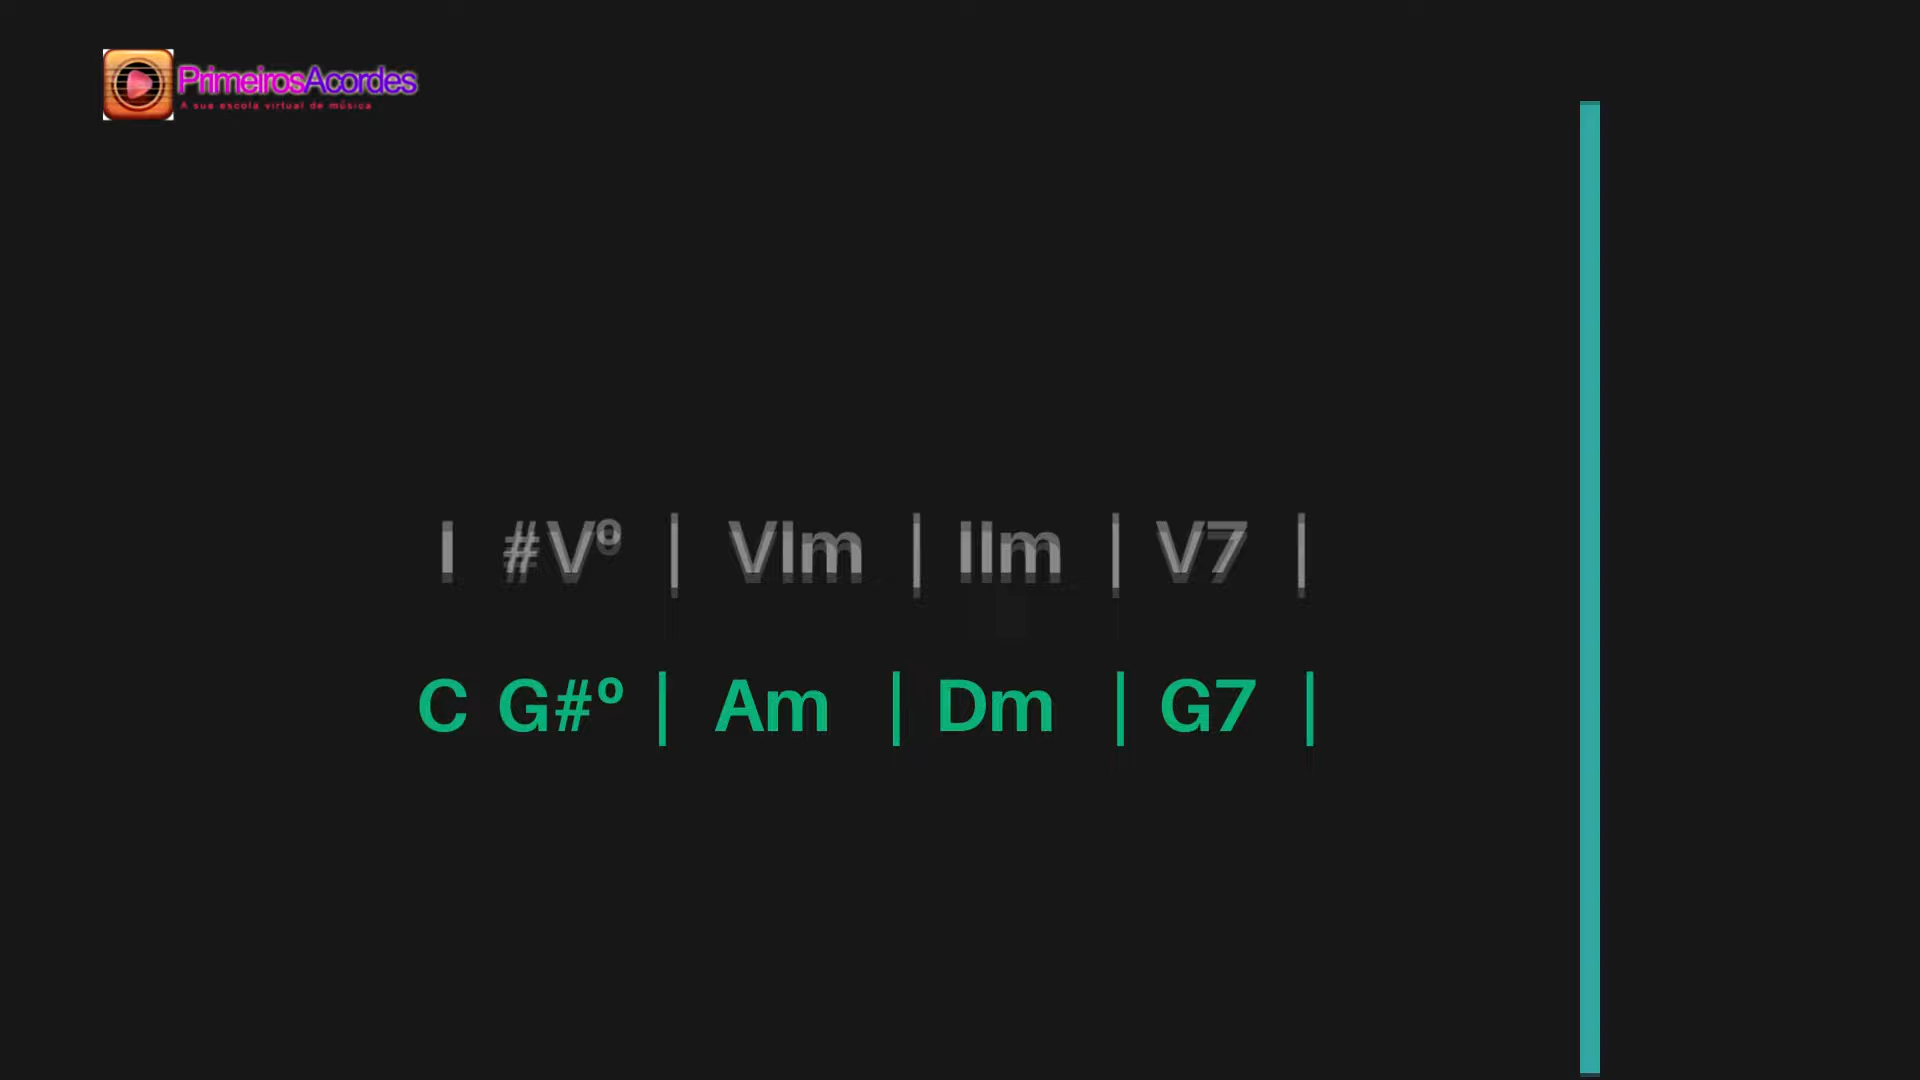 PrimeirosAcordes
A sua escola virtual de música
I #Vº | VIm | IIm | V7 |
C G#º | Am | Dm | G7 |